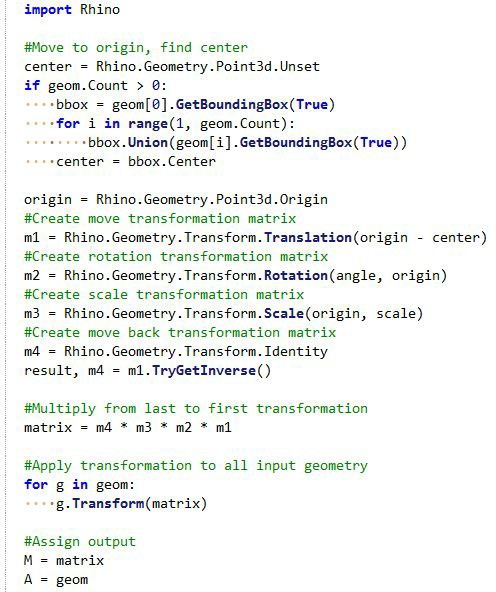 import Rhino

#Move to origin, find center
center = Rhino.Geometry.Point3d.Unset
if geom.Count > 0:
····bbox = geom[0].GetBoundingBox(True)
····for i in range(1, geom.Count):
········bbox.Union(geom[i].GetBoundingBox(True))
····center = bbox.Center

origin = Rhino.Geometry.Point3d.Origin
#Create move transformation matrix
m1 = Rhino.Geometry.Transform.Translation(origin - center)
#Create rotation transformation matrix
m2 = Rhino.Geometry.Transform.Rotation(angle, origin)
#Create scale transformation matrix
m3 = Rhino.Geometry.Transform.Scale(origin, scale)
#Create move back transformation matrix
m4 = Rhino.Geometry.Transform.Identity
result, m4 = m1.TryGetInverse()

#Multiply from last to first transformation
matrix = m4 * m3 * m2 * m1

#Apply transformation to all input geometry
for g in geom:
····g.Transform(matrix)

#Assign output
M = matrix
A = geom